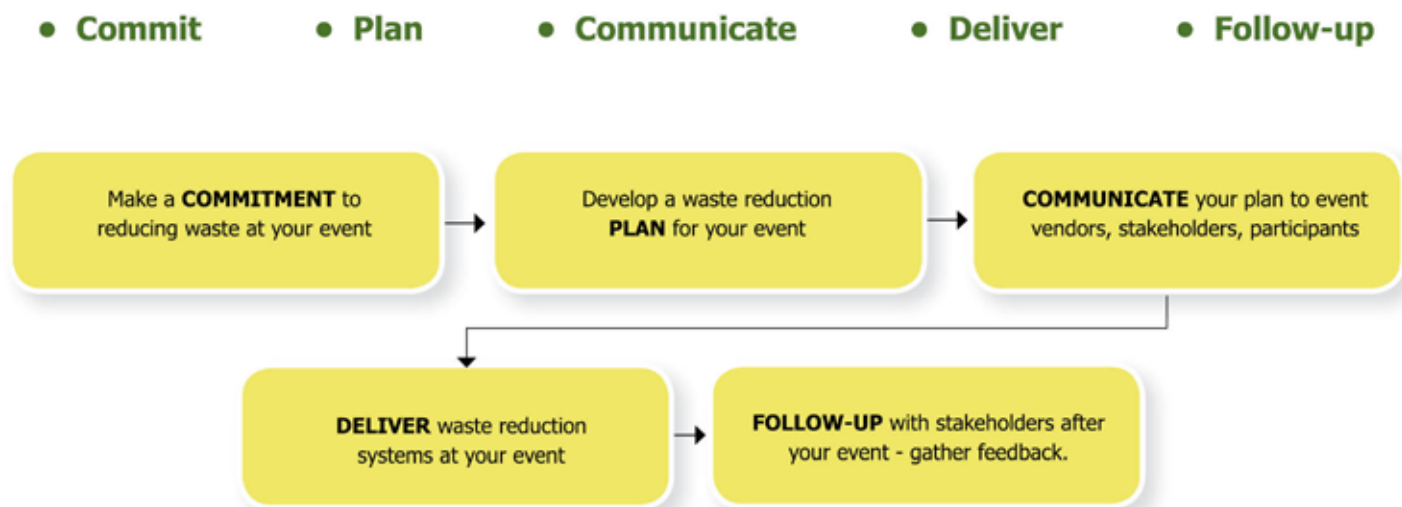 • Commit • Plan • Communicate • Deliver • Follow-up
Make a COMMITMENT to
reducing waste at your event
Develop a waste reduction
PLAN for your event
COMMUNICATE your plan to event
vendors, stakeholders, participants
DELIVER waste reduction
systems at your event
FOLLOW-UP with stakeholders after
your event - gather feedback.